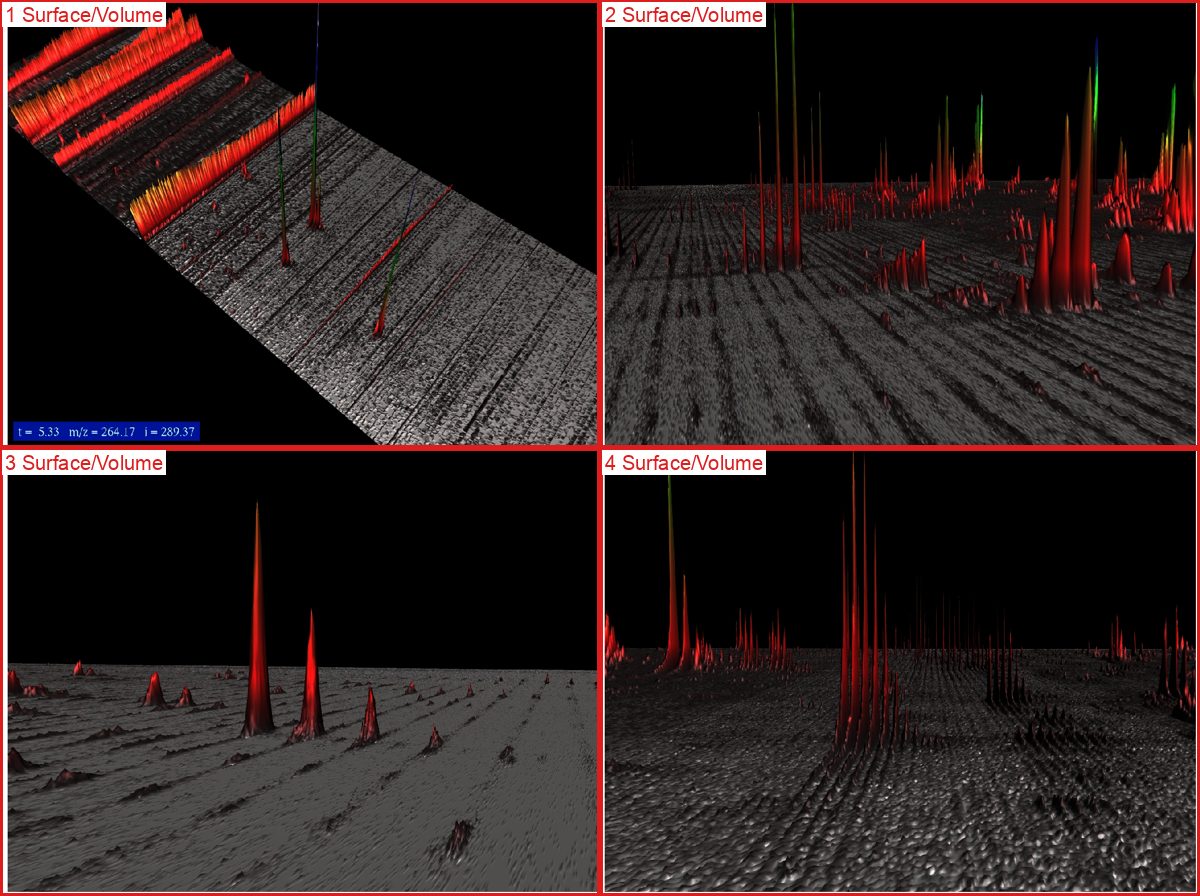 1 Surface/Volume
2 Surface/Volume
t = 5.33 m/z = 264.17 i = 289.37
3 Surface/Volume
4 Surface/Volume